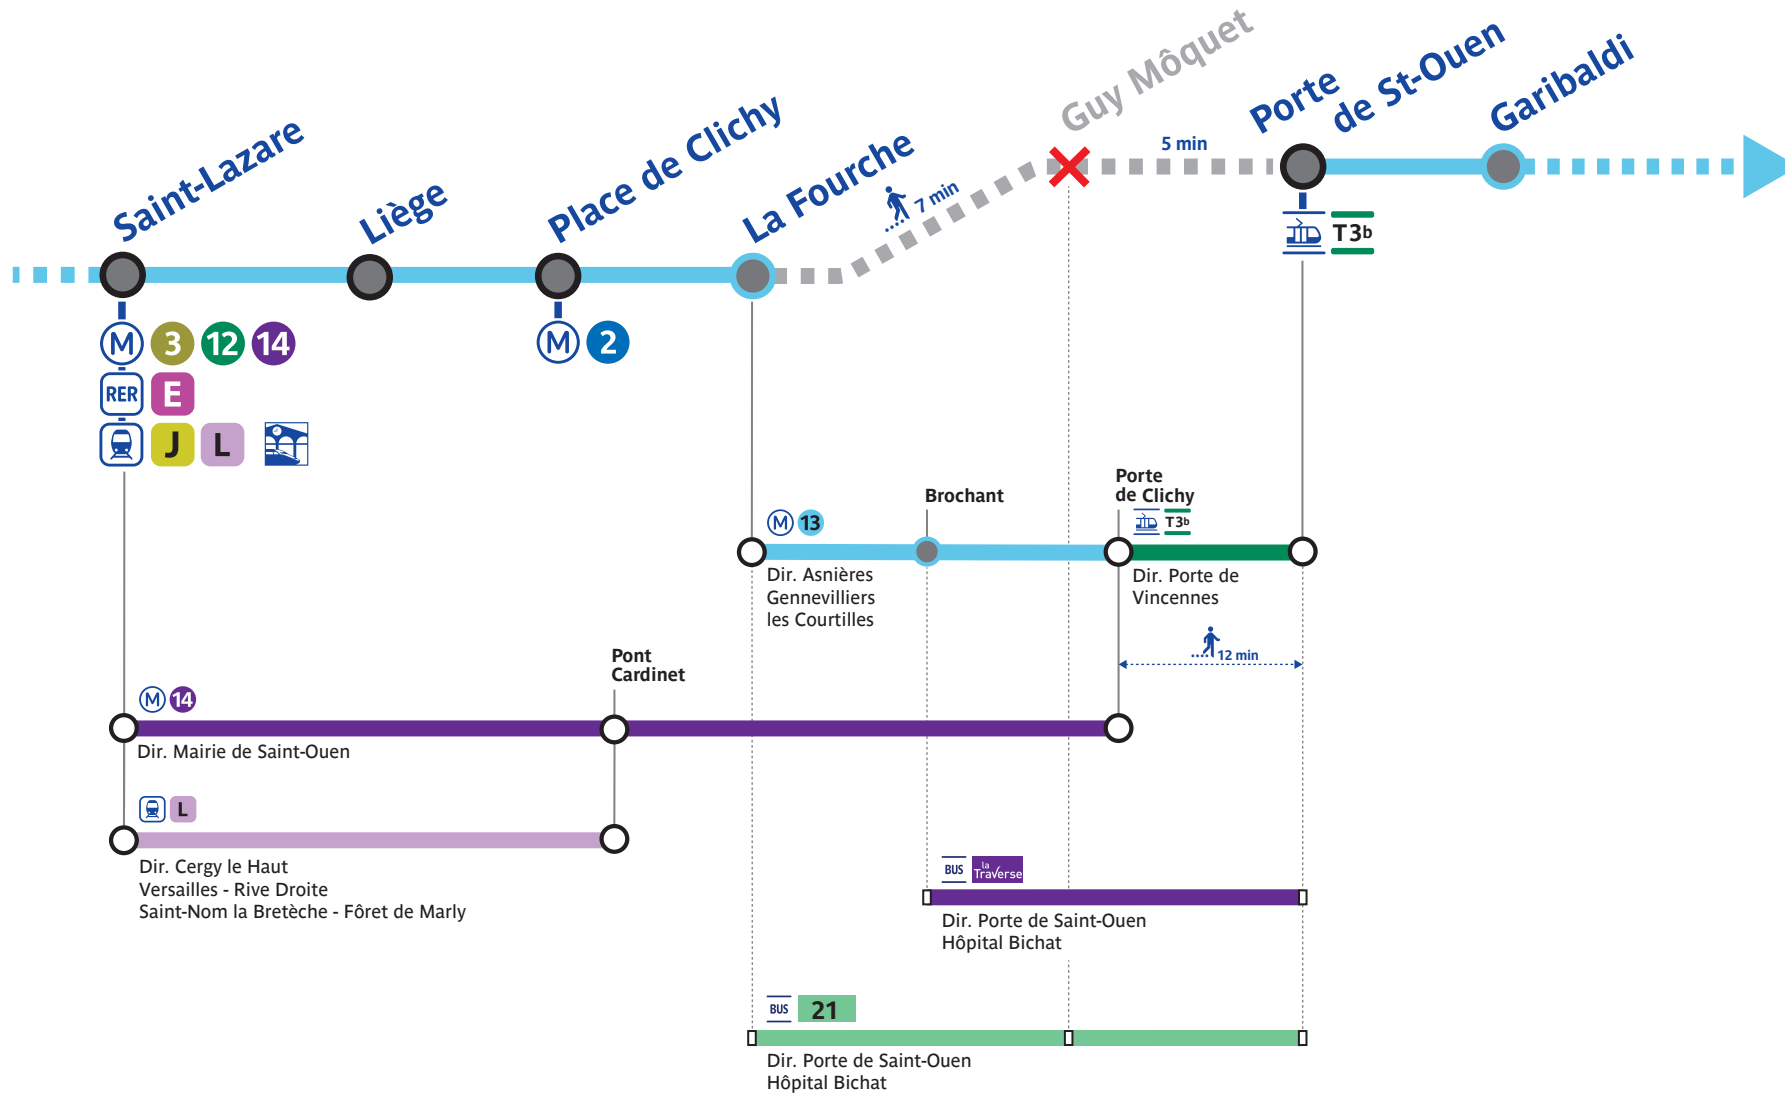 Saint-Lazare
Liège
Place de Clichy
La Fourche
Guy Môquet
Porte
de St-Ouen
Garibaldi
7 min
5 min
T3b
M 3 12 14
RER E
J L
M 2
Porte
de Clichy
T3b
Brochant
M 13
Dir. Asnières
Gennevilliers
les Courtilles
Dir. Porte de
Vincennes
12 min
Pont
Cardinet
M 14
Dir. Mairie de Saint-Ouen
L
Dir. Cergy le Haut
Versailles - Rive Droite
Saint-Nom la Bretèche - Fôret de Marly
BUS la Traverse
Dir. Porte de Saint-Ouen
Hôpital Bichat
BUS 21
Dir. Porte de Saint-Ouen
Hôpital Bichat